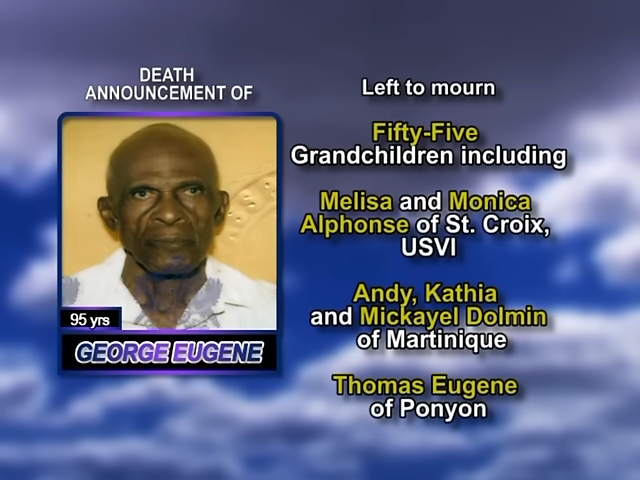 DEATH
ANNOUNCEMENT OF
95 yrs
GEORGE EUGENE
Left to mourn
Fifty-Five
Grandchildren including
Melisa and Monica
Alphonse of St. Croix,
USVI
Andy, Kathia
and Mickayel Dolmin
of Martinique
Thomas Eugene
of Ponyon